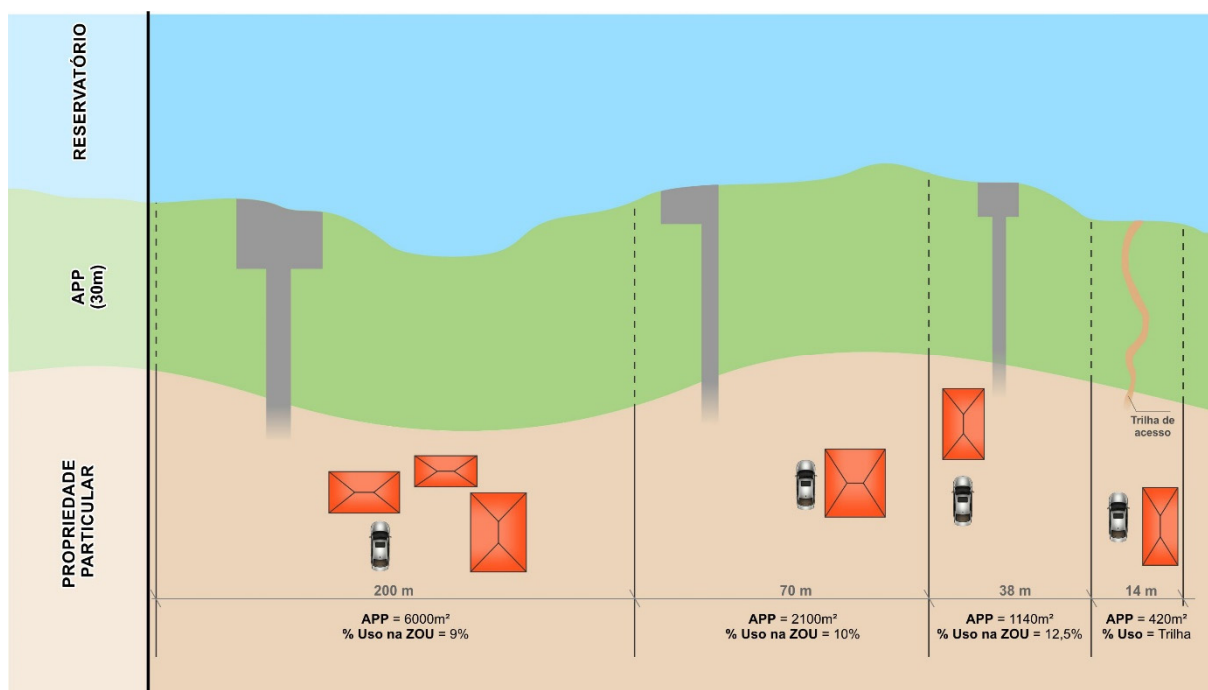 RESERVATÓRIO
APP
(30m)
PROPRIEDADE
PARTICULAR
Trilha de
acesso
200 m
70 m
38 m
14 m
APP = 6000m²
% Uso na ZOU = 9%
APP = 2100m²
% Uso na ZOU = 10%
APP = 1140m²
% Uso na ZOU = 12,5%
APP = 420m²
% Uso = Trilha